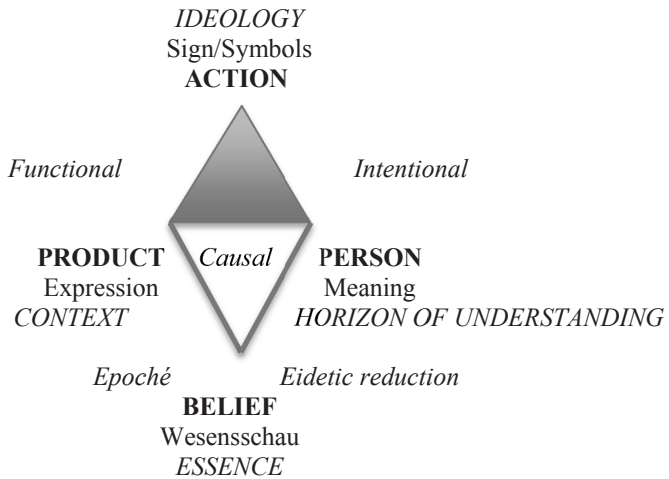 IDEOLOGY
Sign/Symbols
ACTION
Functional Intentional
PRODUCT Causal PERSON
Expression Meaning
CONTEXT HORIZON OF UNDERSTANDING
Epoché Eidetic reduction
BELIEF
Wesensschau
ESSENCE